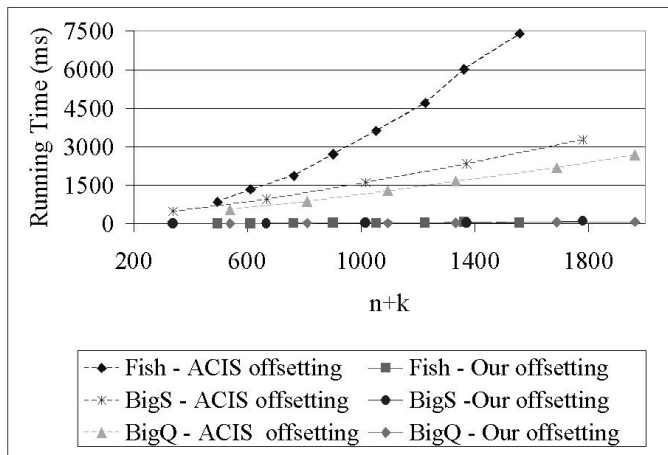 7500
6000
4500
3000
1500
0
Running Time (ms)
200 600 1000 1400 1800
n+k
Fish - ACIS offsetting Fish - Our offsetting
BigS - ACIS offsetting BigS -Our offsetting
BigQ - ACIS offsetting BigQ - Our offsetting